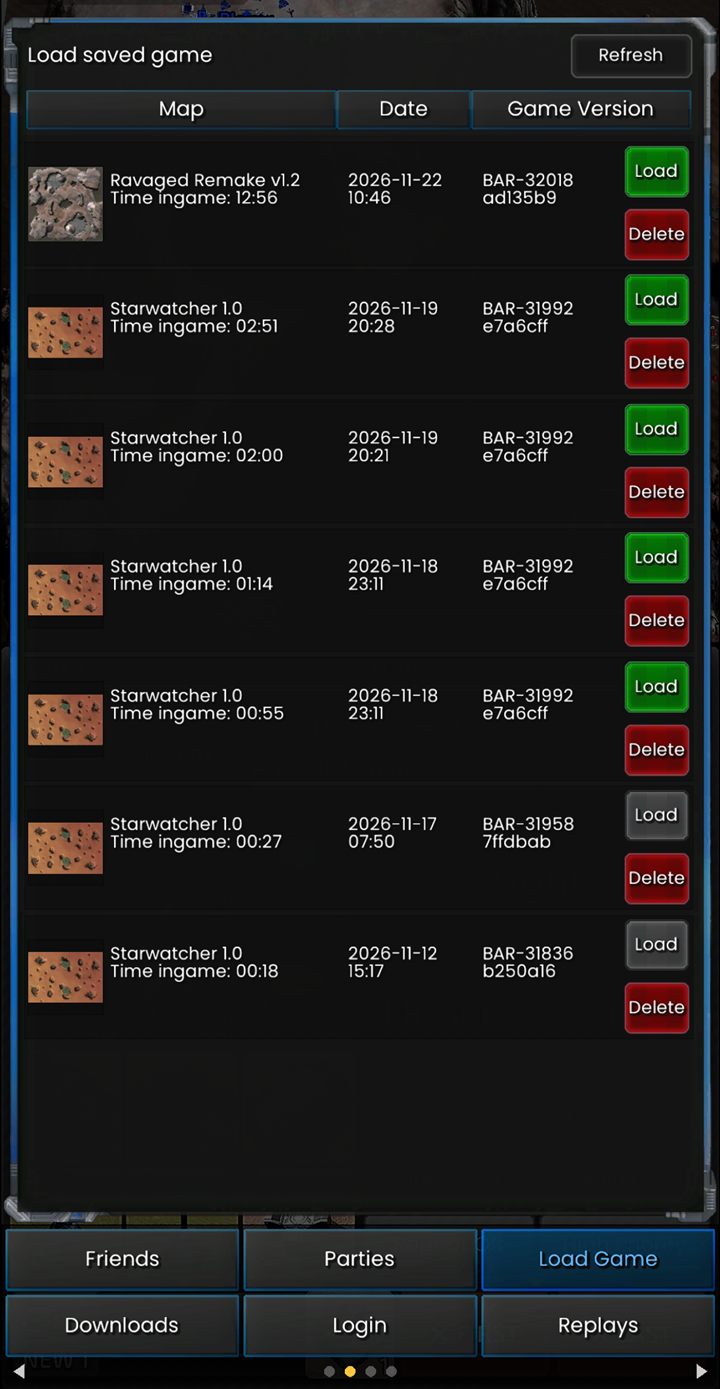 Load saved game
Refresh
Map
Date
Game Version
Ravaged Remake v1.2
Time ingame: 12:56
2026-11-22
10:46
BAR-32018
ad135b9
Load
Delete
Starwatcher 1.0
Time ingame: 02:51
2026-11-19
20:28
BAR-31992
e7a6cff
Load
Delete
Starwatcher 1.0
Time ingame: 02:00
2026-11-19
20:21
BAR-31992
e7a6cff
Load
Delete
Starwatcher 1.0
Time ingame: 01:14
2026-11-18
23:11
BAR-31992
e7a6cff
Load
Delete
Starwatcher 1.0
Time ingame: 00:55
2026-11-18
23:11
BAR-31992
e7a6cff
Load
Delete
Starwatcher 1.0
Time ingame: 00:27
2026-11-17
07:50
BAR-31958
7ffdbab
Load
Delete
Starwatcher 1.0
Time ingame: 00:18
2026-11-12
15:17
BAR-31836
b250a16
Load
Delete
Friends
Parties
Load Game
Downloads
Login
Replays